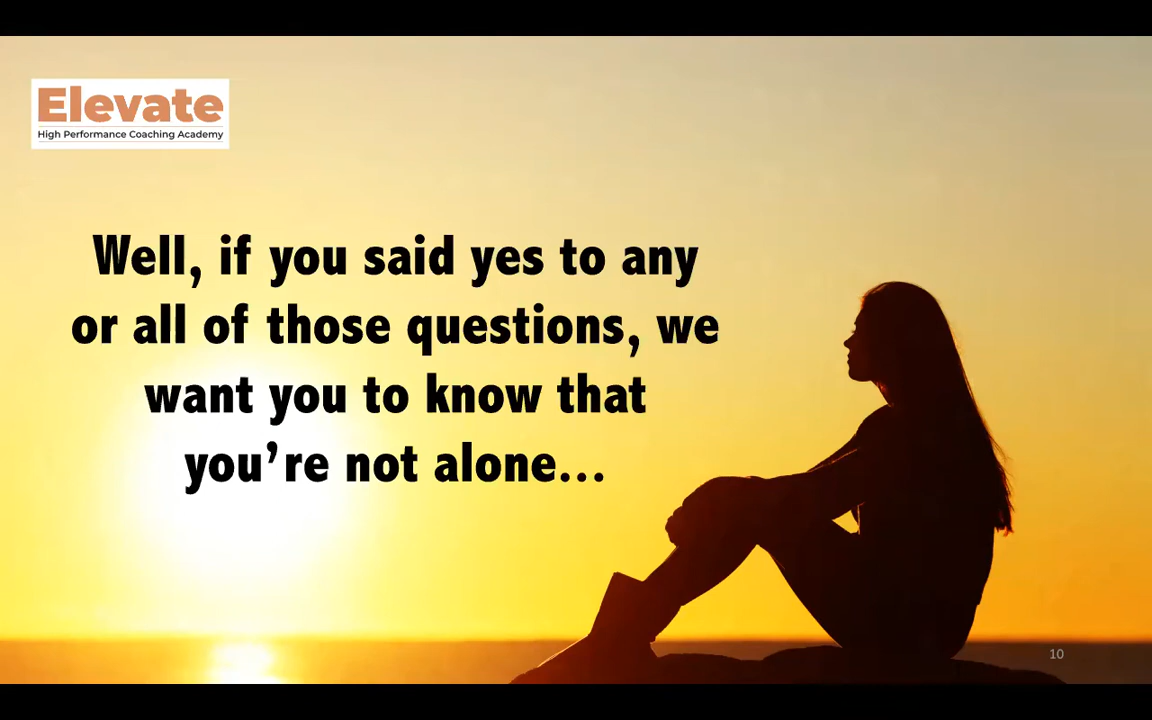 Elevate
High Performance Coaching Academy
Well, if you said yes to any
or all of those questions, we
want you to know that
you’re not alone...
10